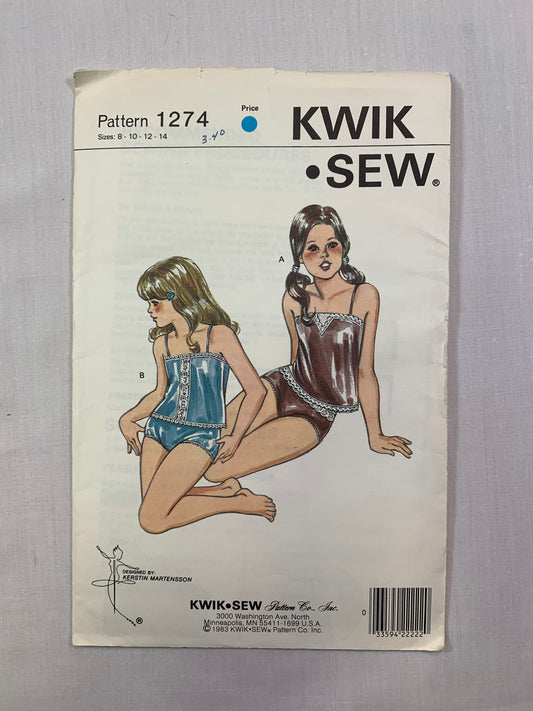 Pattern 1274
Sizes: 8 - 10 - 12 - 14
3.40
Price
KWIK
•SEW®
A
B
DESIGNED BY:
KERSTIN MARTENSSON
®
KWIK•SEW Pattern Co., Inc.
3000 Washington Ave. North
Minneapolis, MN 55411-1699 U.S.A.
©1983 KWIK•SEW® Pattern Co. Inc.
0
33594 22222